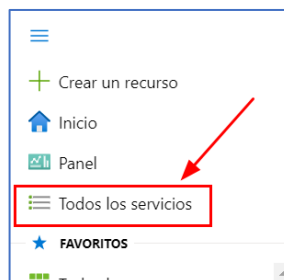 Crear un recurso
Inicio
Panel
Todos los servicios
FAVORITOS